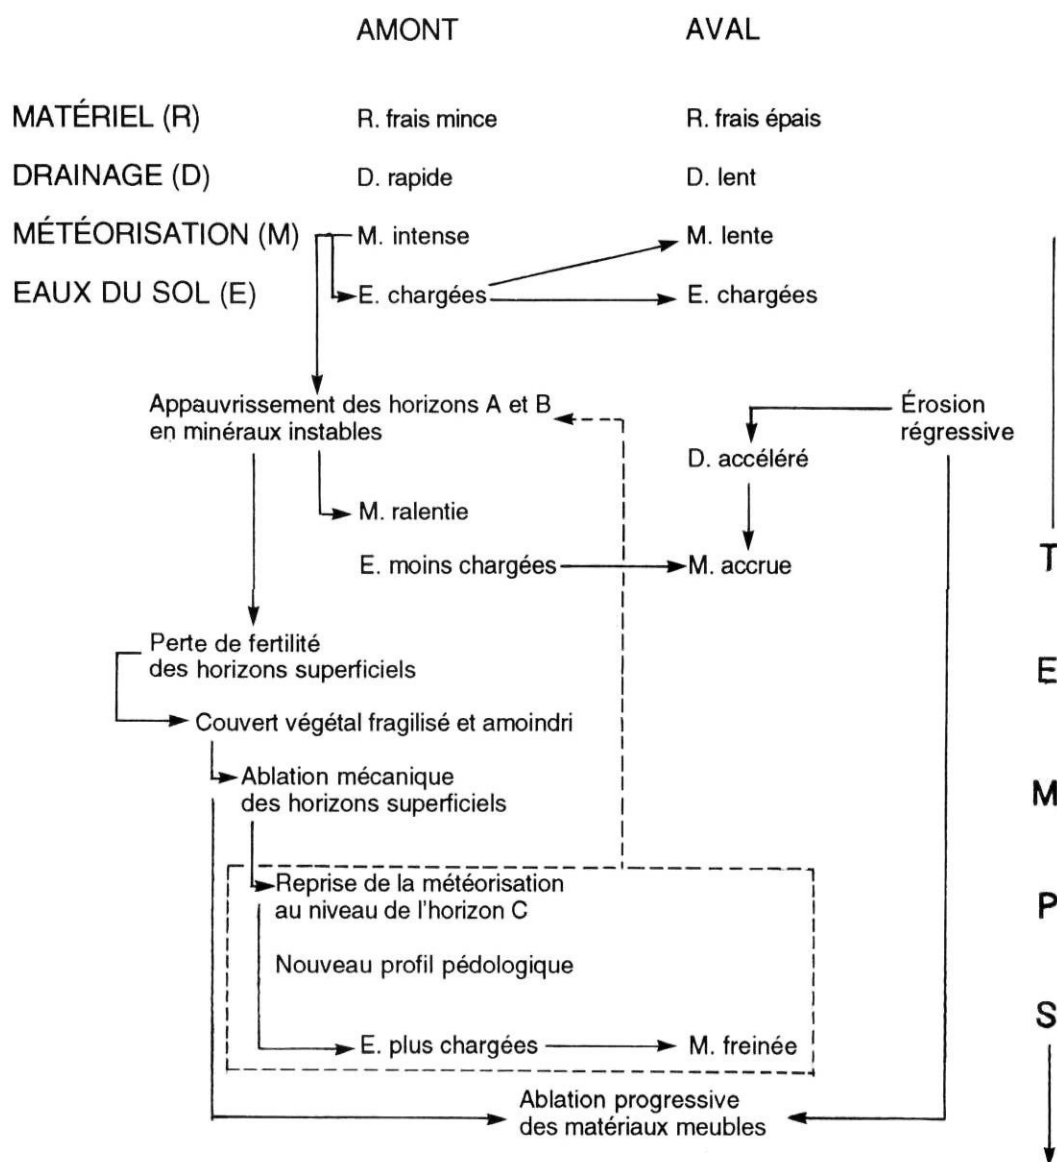 AMONT AVAL
MATÉRIEL (R) R. frais mince R. frais épais
DRAINAGE (D) D. rapide D. lent
MÉTÉORISATION (M) M. intense M. lente
EAUX DU SOL (E) E. chargées E. chargées
Appauvrissement des horizons A et B
en minéraux instables
Érosion
régressive
D. accéléré
M. ralentie
E. moins chargées M. accrue
Perte de fertilité
des horizons superficiels
Couvert végétal fragilisé et amoindri
Ablation mécanique
des horizons superficiels
Reprise de la météorisation
au niveau de l'horizon C
Nouveau profil pédologique
E. plus chargées M. freinée
Ablation progressive
des matériaux meubles
T
E
M
P
S